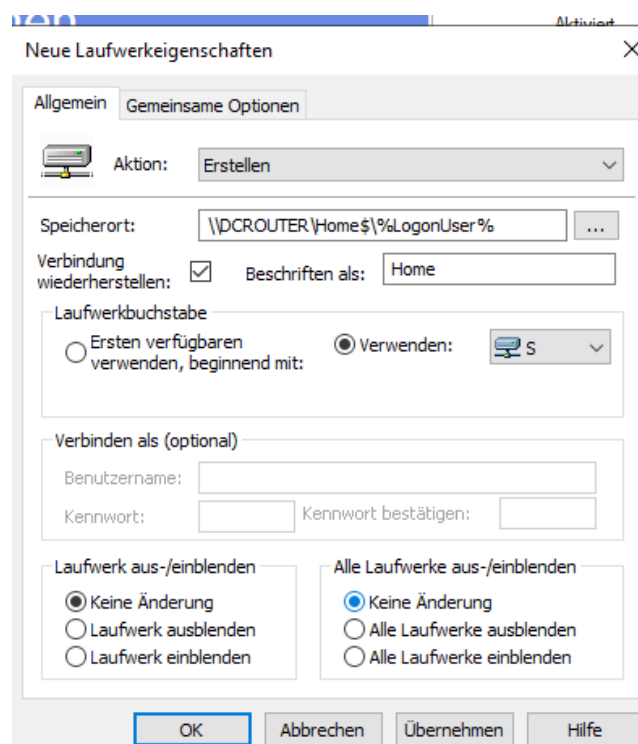 Aktiviert
Neue Laufwerkeigenschaften
Allgemein Gemeinsame Optionen
Aktion: Erstellen
Speicherort: \\DCROUTER\Home$\%LogonUser% ...
Verbindung
wiederherstellen: Beschriften als: Home
Laufwerkbuchstabe
Ersten verfügbaren
verwenden, beginnend mit: Verwenden: S
Verbinden als (optional)
Benutzername:
Kennwort: Kennwort bestätigen:
Laufwerk aus-/einblenden Alle Laufwerke aus-/einblenden
Keine Änderung Keine Änderung
Laufwerk ausblenden Alle Laufwerke ausblenden
Laufwerk einblenden Alle Laufwerke einblenden
OK Abbrechen Übernehmen Hilfe